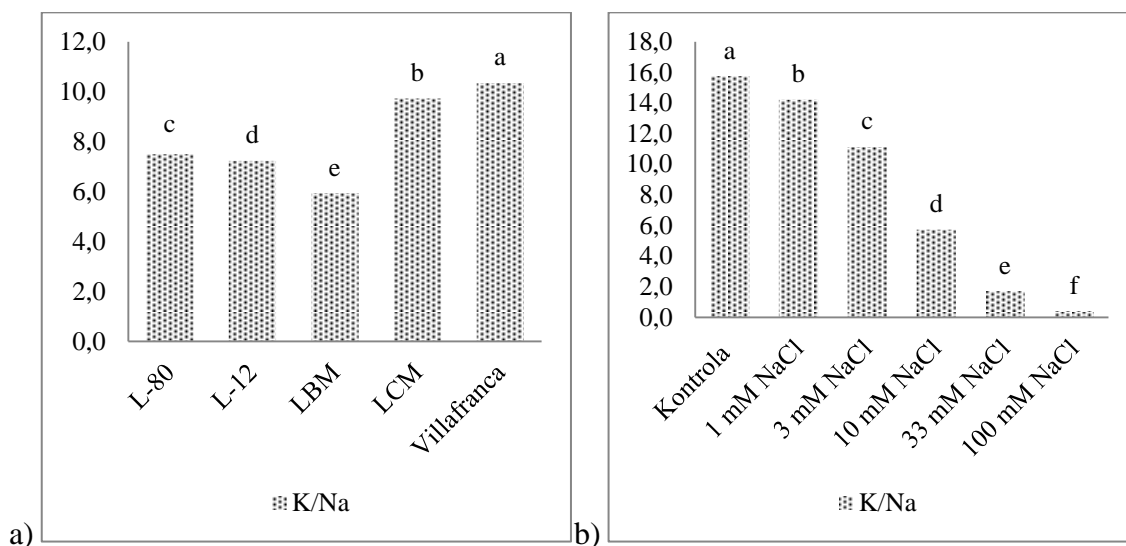 12,0
10,0
8,0
6,0
4,0
2,0
0,0
c
d
e
b
a
L-80
L-12
LBM
LCM
Villafranca
K/Na
a)
18,0
16,0
14,0
12,0
10,0
8,0
6,0
4,0
2,0
0,0
a
b
c
d
e
f
Kontrola
1 mM NaCl
3 mM NaCl
10 mM NaCl
33 mM NaCl
100 mM NaCl
K/Na
b)